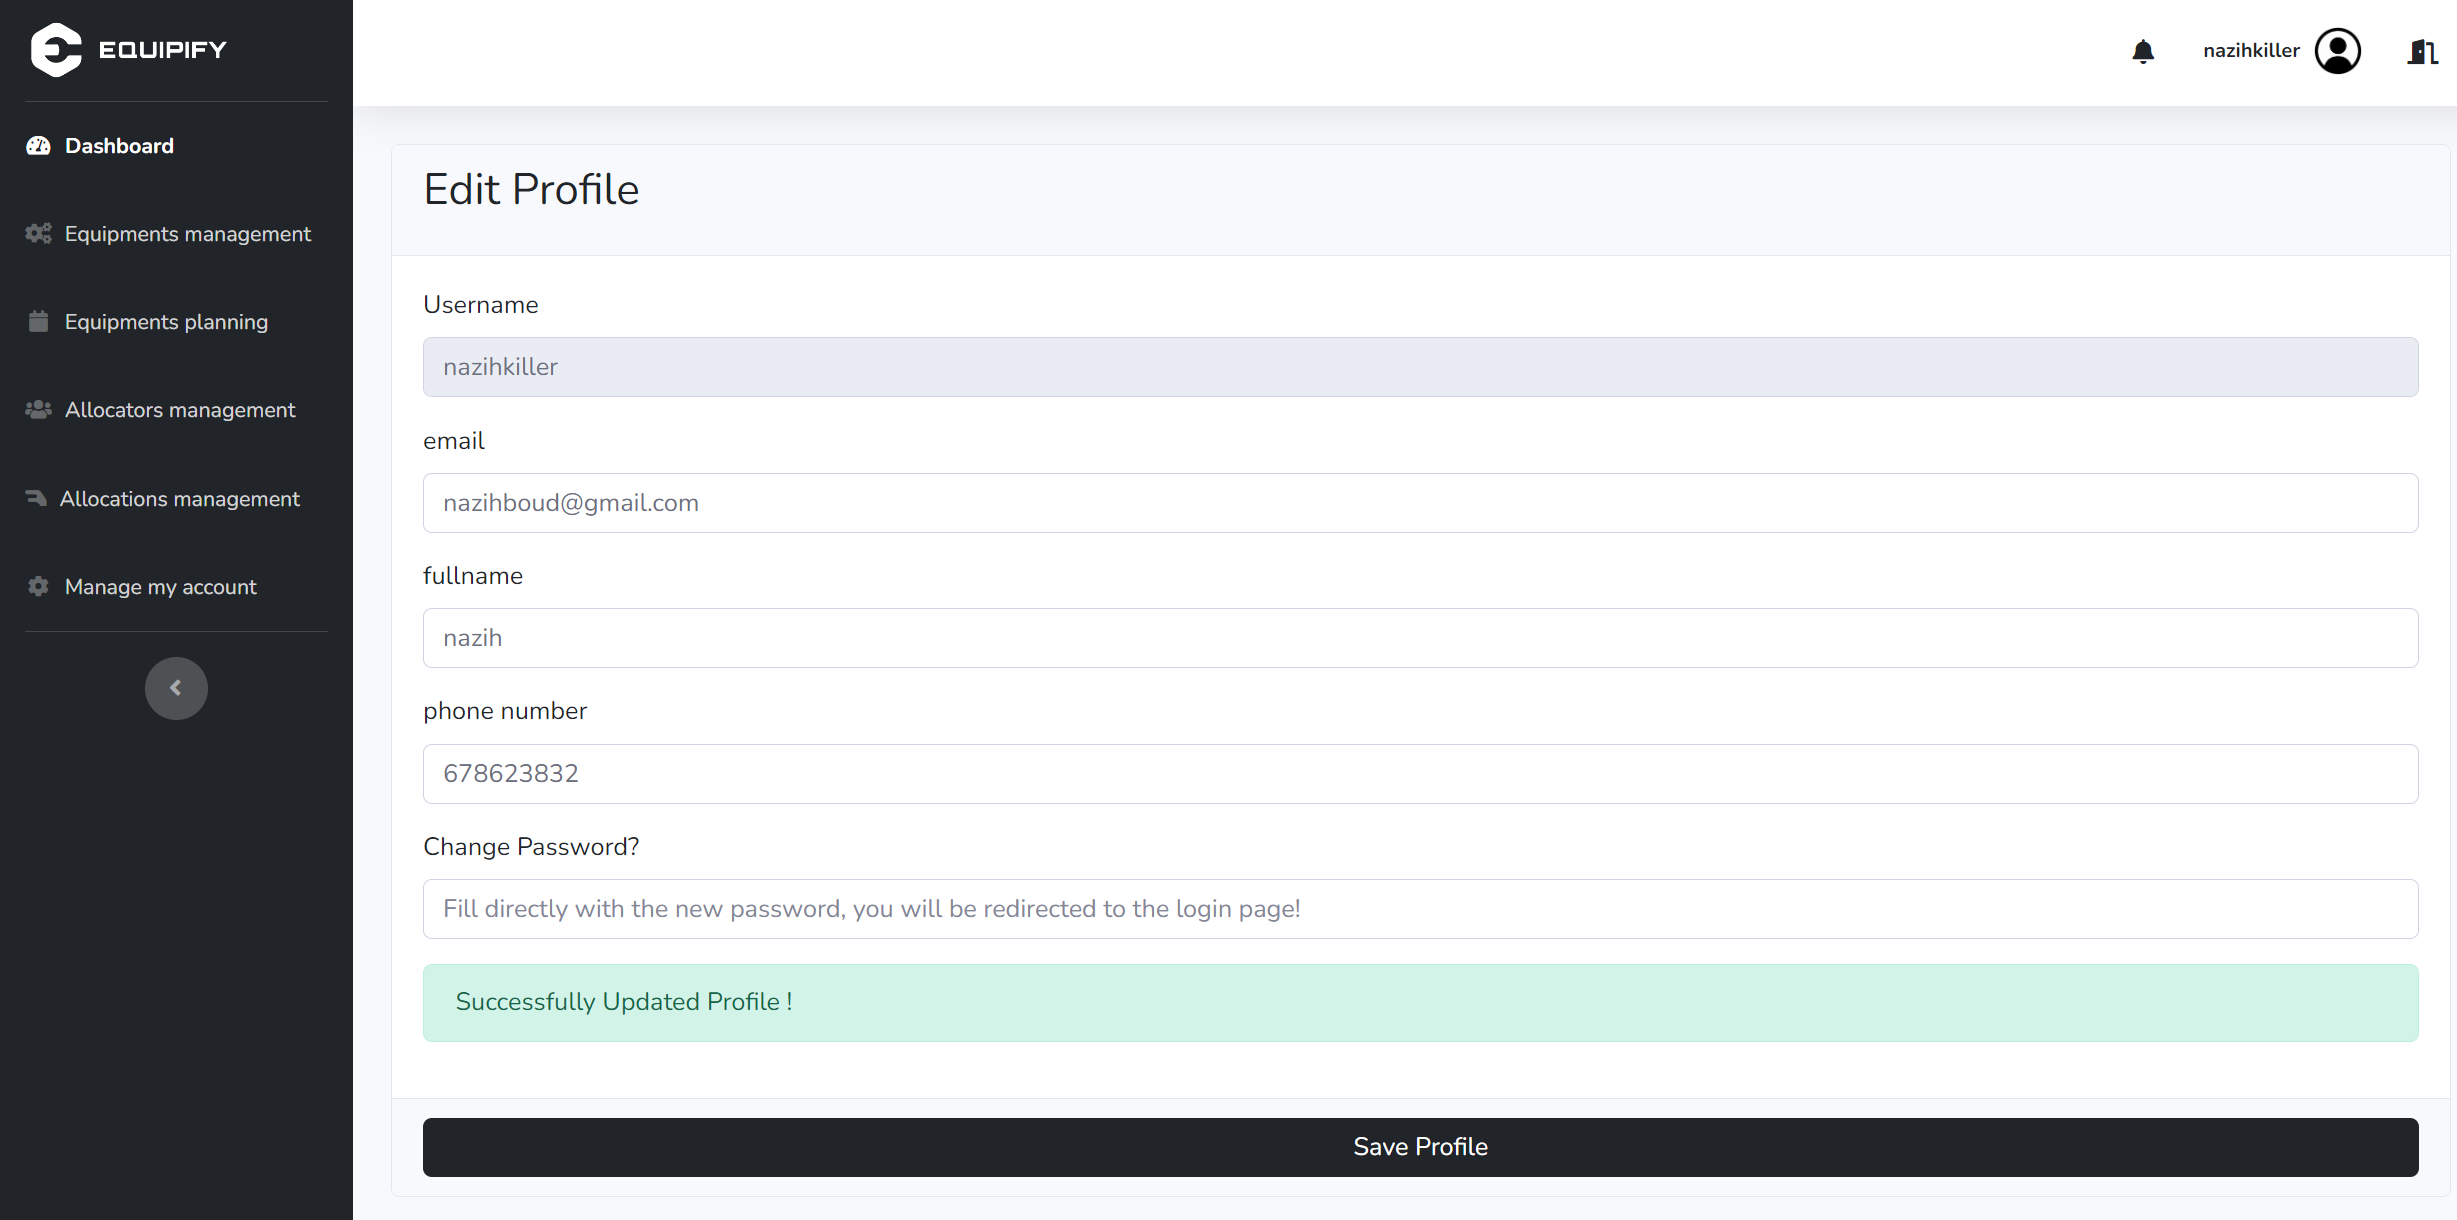 EQUIPIFY
nazihkiller
Dashboard
Equipments management
Equipments planning
Allocators management
Allocations management
Manage my account
Edit Profile
Username
nazihkiller
email
nazihboud@gmail.com
fullname
nazih
phone number
678623832
Change Password?
Fill directly with the new password, you will be redirected to the login page!
Successfully Updated Profile !
Save Profile